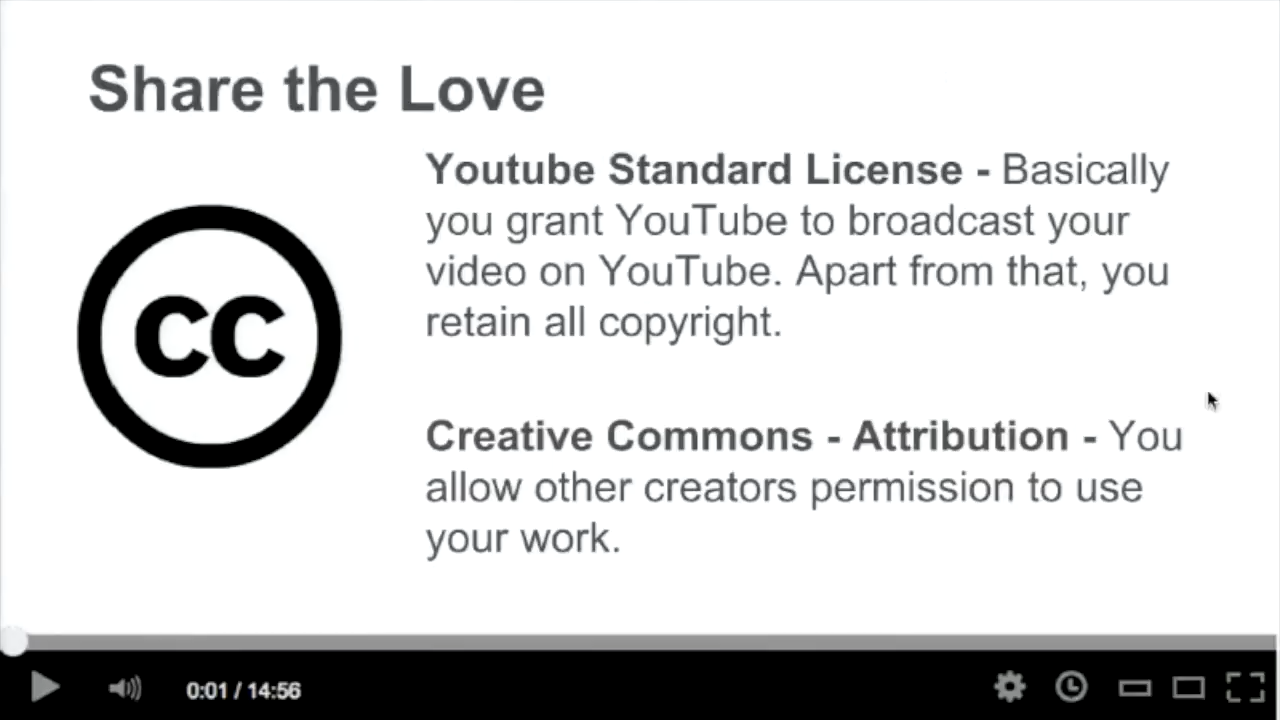 Share the Love
Youtube Standard License - Basically
you grant YouTube to broadcast your
video on YouTube. Apart from that, you
retain all copyright.
CC
Creative Commons - Attribution - You
allow other creators permission to use
your work.
0:01 / 14:56